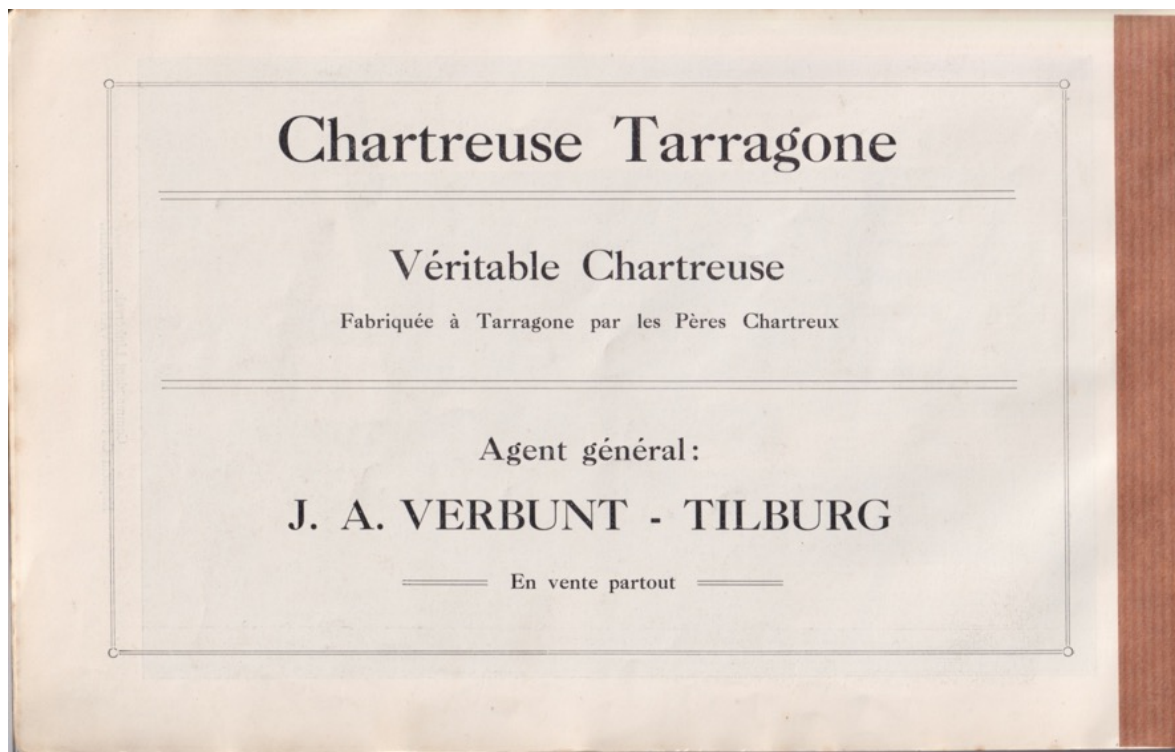 Chartreuse Tarragone
Véritable Chartreuse
Fabriquée à Tarragone par les Pères Chartreux
Agent général:
J. A. VERBUNT - TILBURG
En vente partout